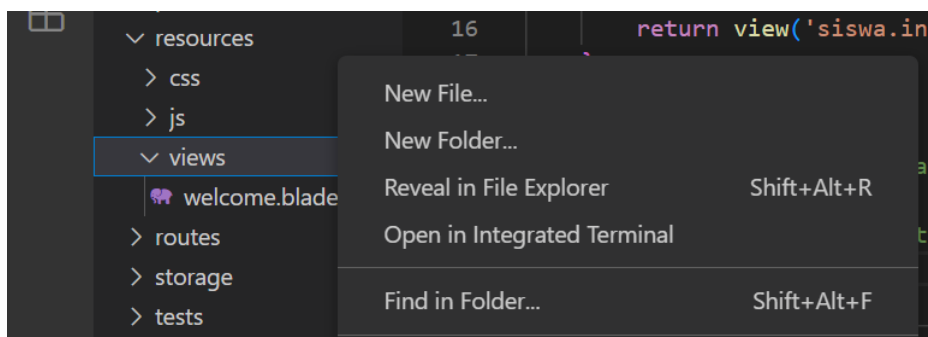 resources
css
js
views
welcome.blade
routes
storage
tests
16
return view('siswa.in
New File...
New Folder...
Reveal in File Explorer Shift+Alt+R
Open in Integrated Terminal
Find in Folder... Shift+Alt+F